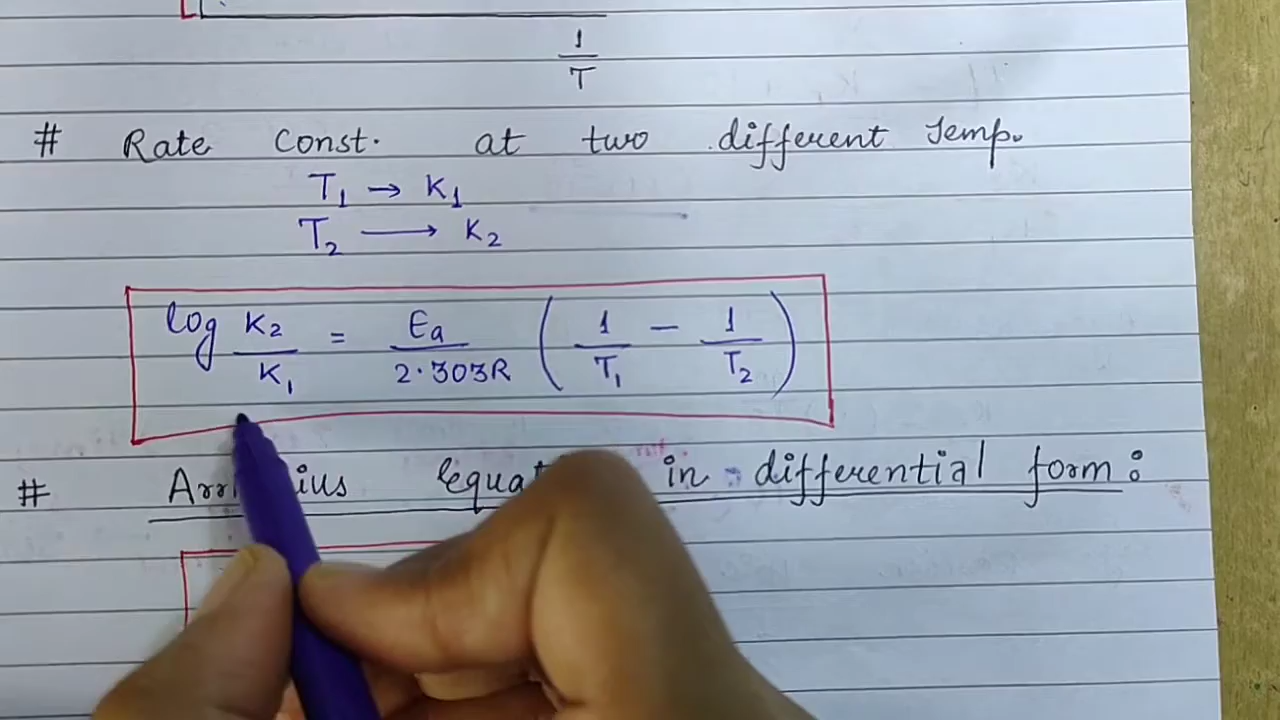 1
T
# Rate Const. at two different Temp.
T1 → K1
T2 → K2
log K2/K1 = Ea/2.303R (1/T1 − 1/T2)
# in differential form: